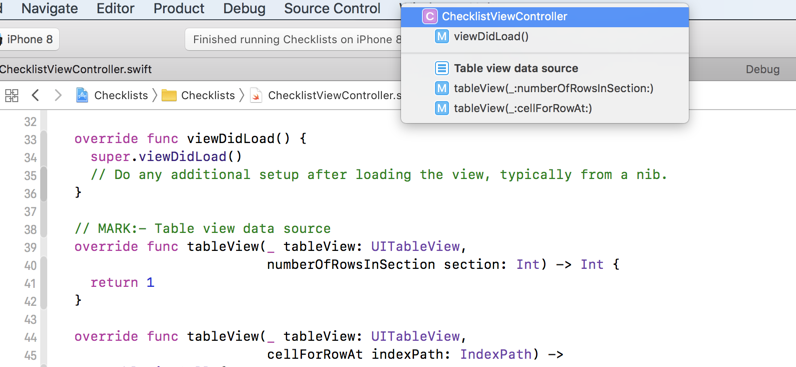 Navigate Editor Product Debug Source Control
iPhone 8
Finished running Checklists on iPhone 8
ChecklistViewController
viewDidLoad()
Table view data source
tableView(_:numberOfRowsInSection:)
tableView(_:cellForRowAt:)
ChecklistViewController.swift
Debug
Checklists > Checklists > ChecklistViewController.s
32
33 override func viewDidLoad() {
34 super.viewDidLoad()
35 // Do any additional setup after loading the view, typically from a nib.
36 }
37
38 // MARK:- Table view data source
39 override func tableView(_ tableView: UITableView,
40 numberOfRowsInSection section: Int) -> Int {
41 return 1
42 }
43
44 override func tableView(_ tableView: UITableView,
45 cellForRowAt indexPath: IndexPath) ->